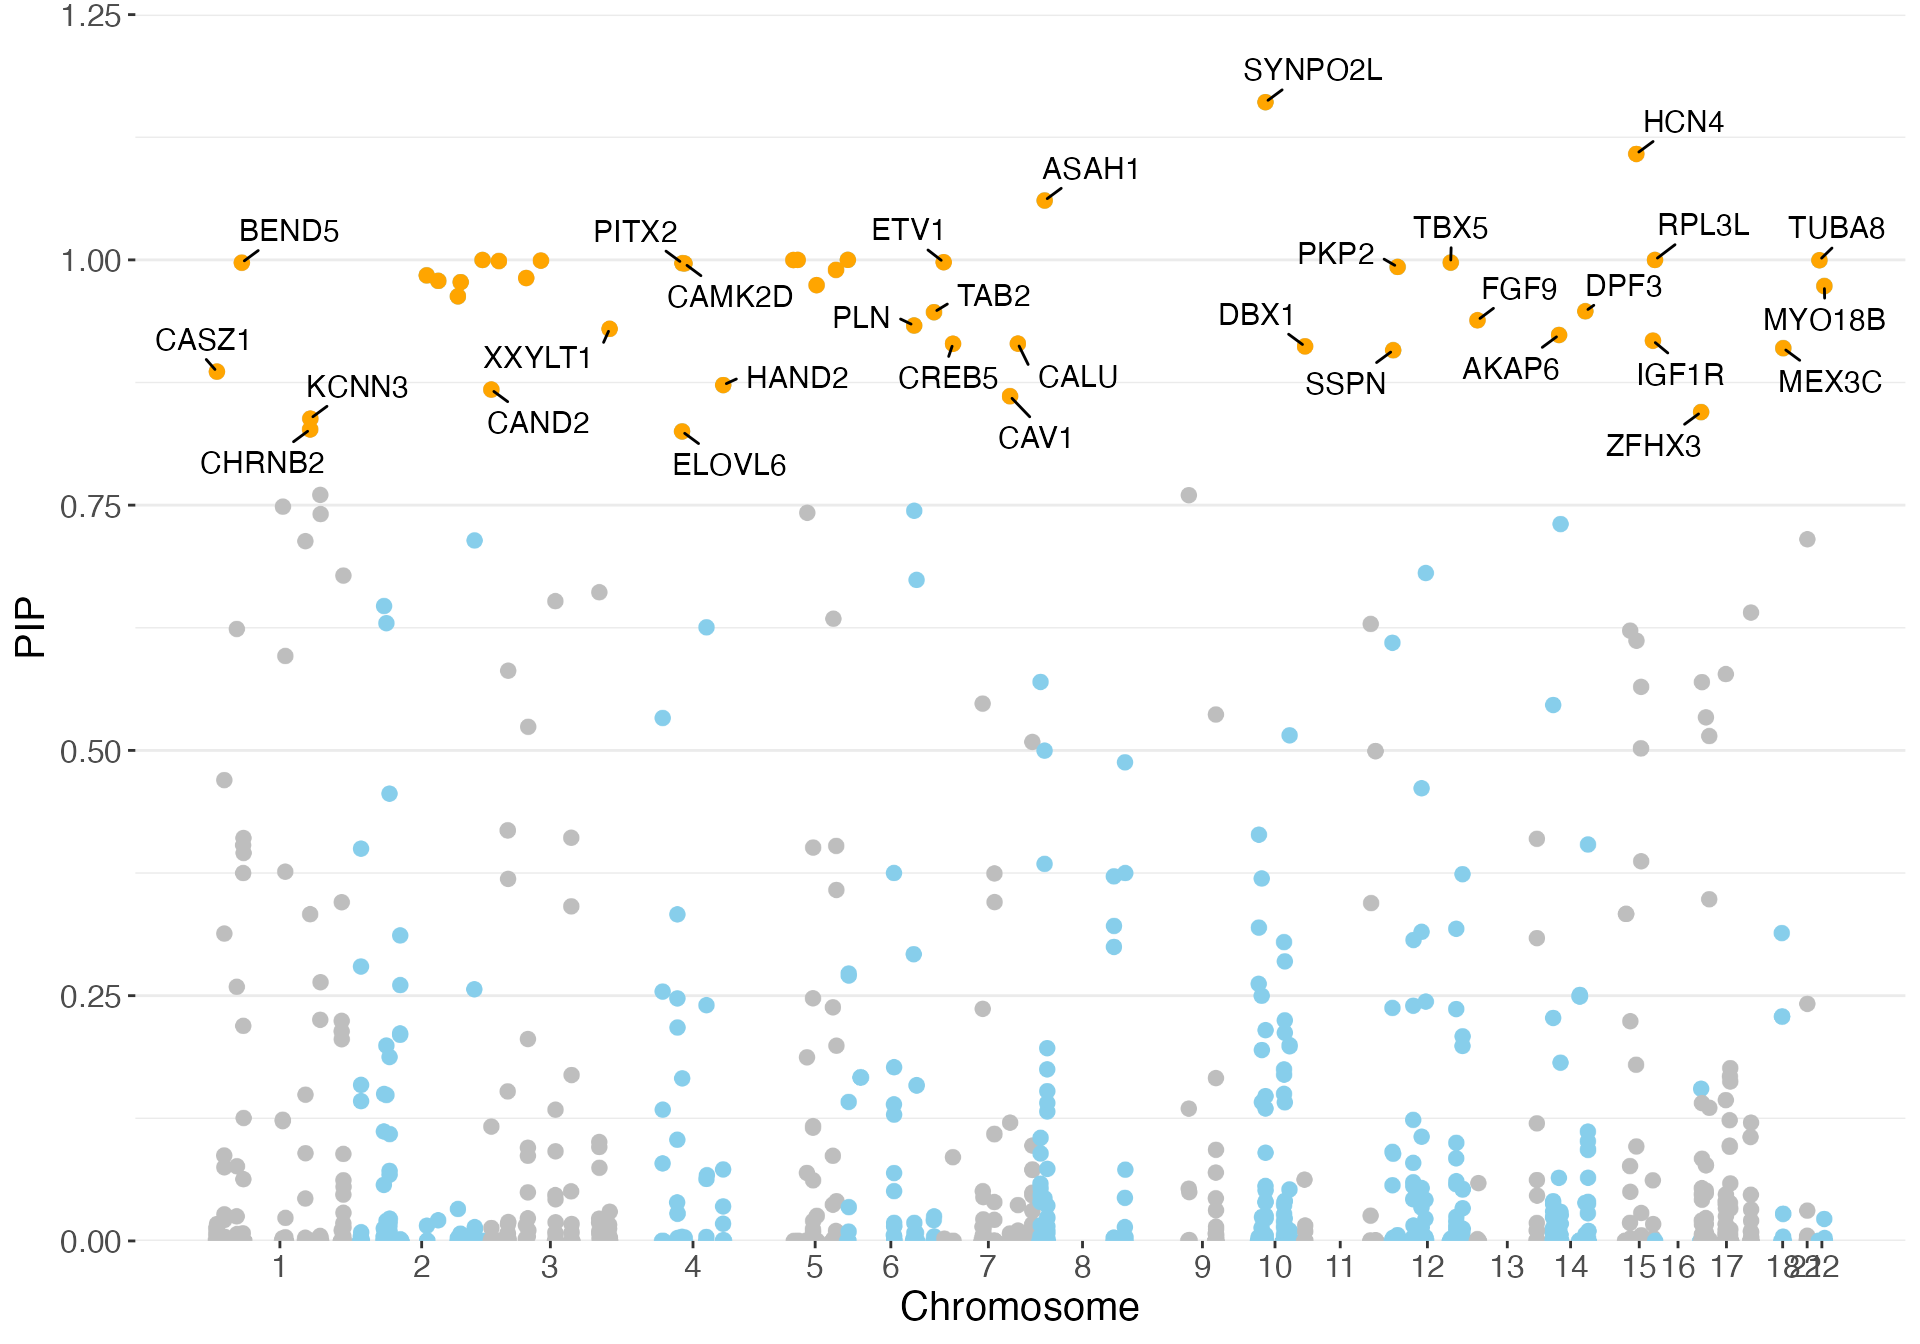 1.25
SYNPO2L
HCN4
ASAH1
BEND5
PITX2
ETV1
TBX5
RPL3L
TUBA8
PKP2
1.00
CAMK2D
TAB2
FGF9
DPF3
PLN
DBX1
MYO18B
CASZ1
XXYLT1
HAND2
CREB5
CALU
SSPN
AKAP6
IGF1R
MEX3C
KCNN3
CAND2
CAV1
ZFHX3
CHRNB2
ELOVL6
0.75
PIP
0.50
0.25
0.00
1 2 3 4 5 6 7 8 9 10 11 12 13 14 15 16 17 18 21 22
Chromosome